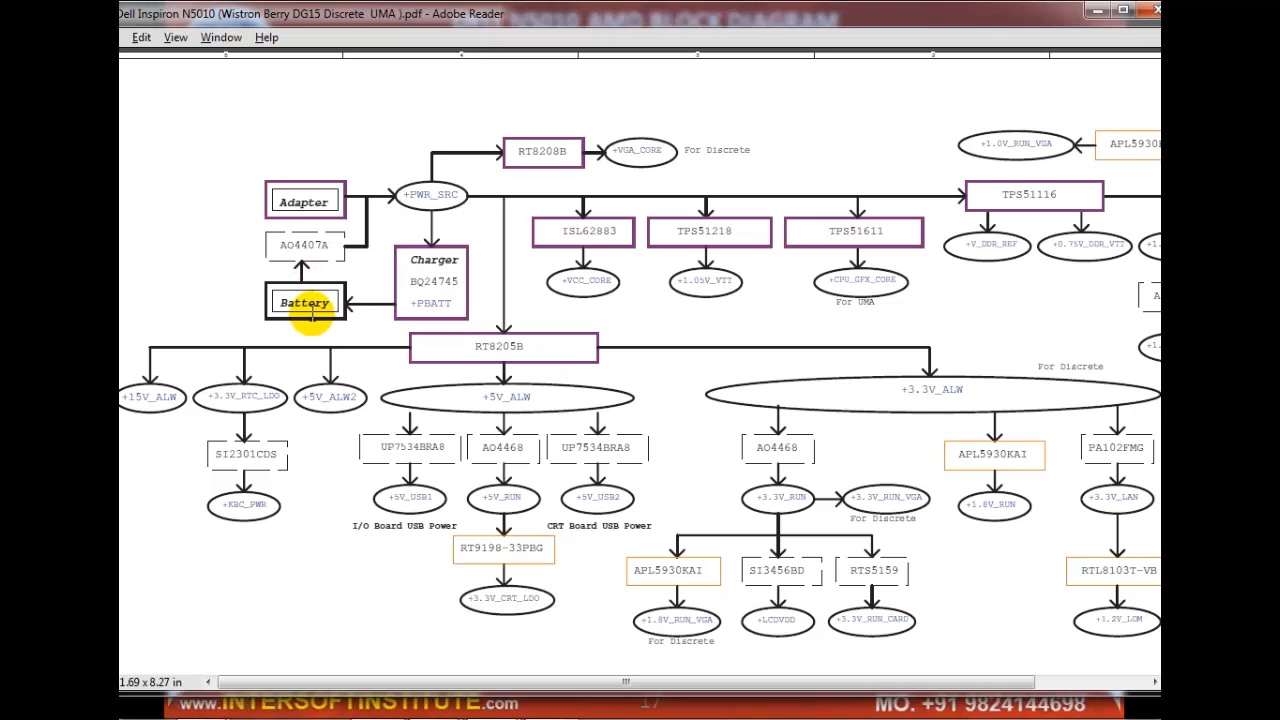 Dell Inspiron N5010 (Wistron Berry DG15 Discrete UMA ).pdf - Adobe Reader
AND BLOCK DIAGRAM
Edit View Window Help
RT8208B
+VGA_CORE
For Discrete
+1.0V_RUN_VGA
Adapter
+PWR_SRC
TPS51116
AO4407A
ISL62883
TPS51218
TPS51611
+V_DDR_REF
+0.75V_DDR_VTT
Charger
BQ24745
+PBATT
Battery
+VCC_CORE
+1.05V_VTT
+CPU_GFX_CORE
For UMA
RT8205B
For Discrete
+15V_ALW
+3.3V_RTC_LDO
+5V_ALW2
+5V_ALW
+3.3V_ALW
SI2301CDS
UP7534BRA8
AO4468
UP7534BRA8
AO4468
APL5930KAI
PA102FMG
+KBC_PWR
+5V_USB1
+5V_RUN
+5V_USB2
+3.3V_RUN
+3.3V_RUN_VGA
For Discrete
+1.8V_RUN
+3.3V_LAN
I/O Board USB Power
CRT Board USB Power
RT9198-33PBG
APL5930KAI
SI3456BD
RTS5159
RTL8103T-VB
+3.3V_CRT_LDO
+1.8V_RUN_VGA
For Discrete
+LCDVDD
+3.3V_RUN_CARD
+1.2V_LOM
1.69 x 8.27 in
www.INTERSOFTINSTITUTE.com
17
MO. +91 9824144698